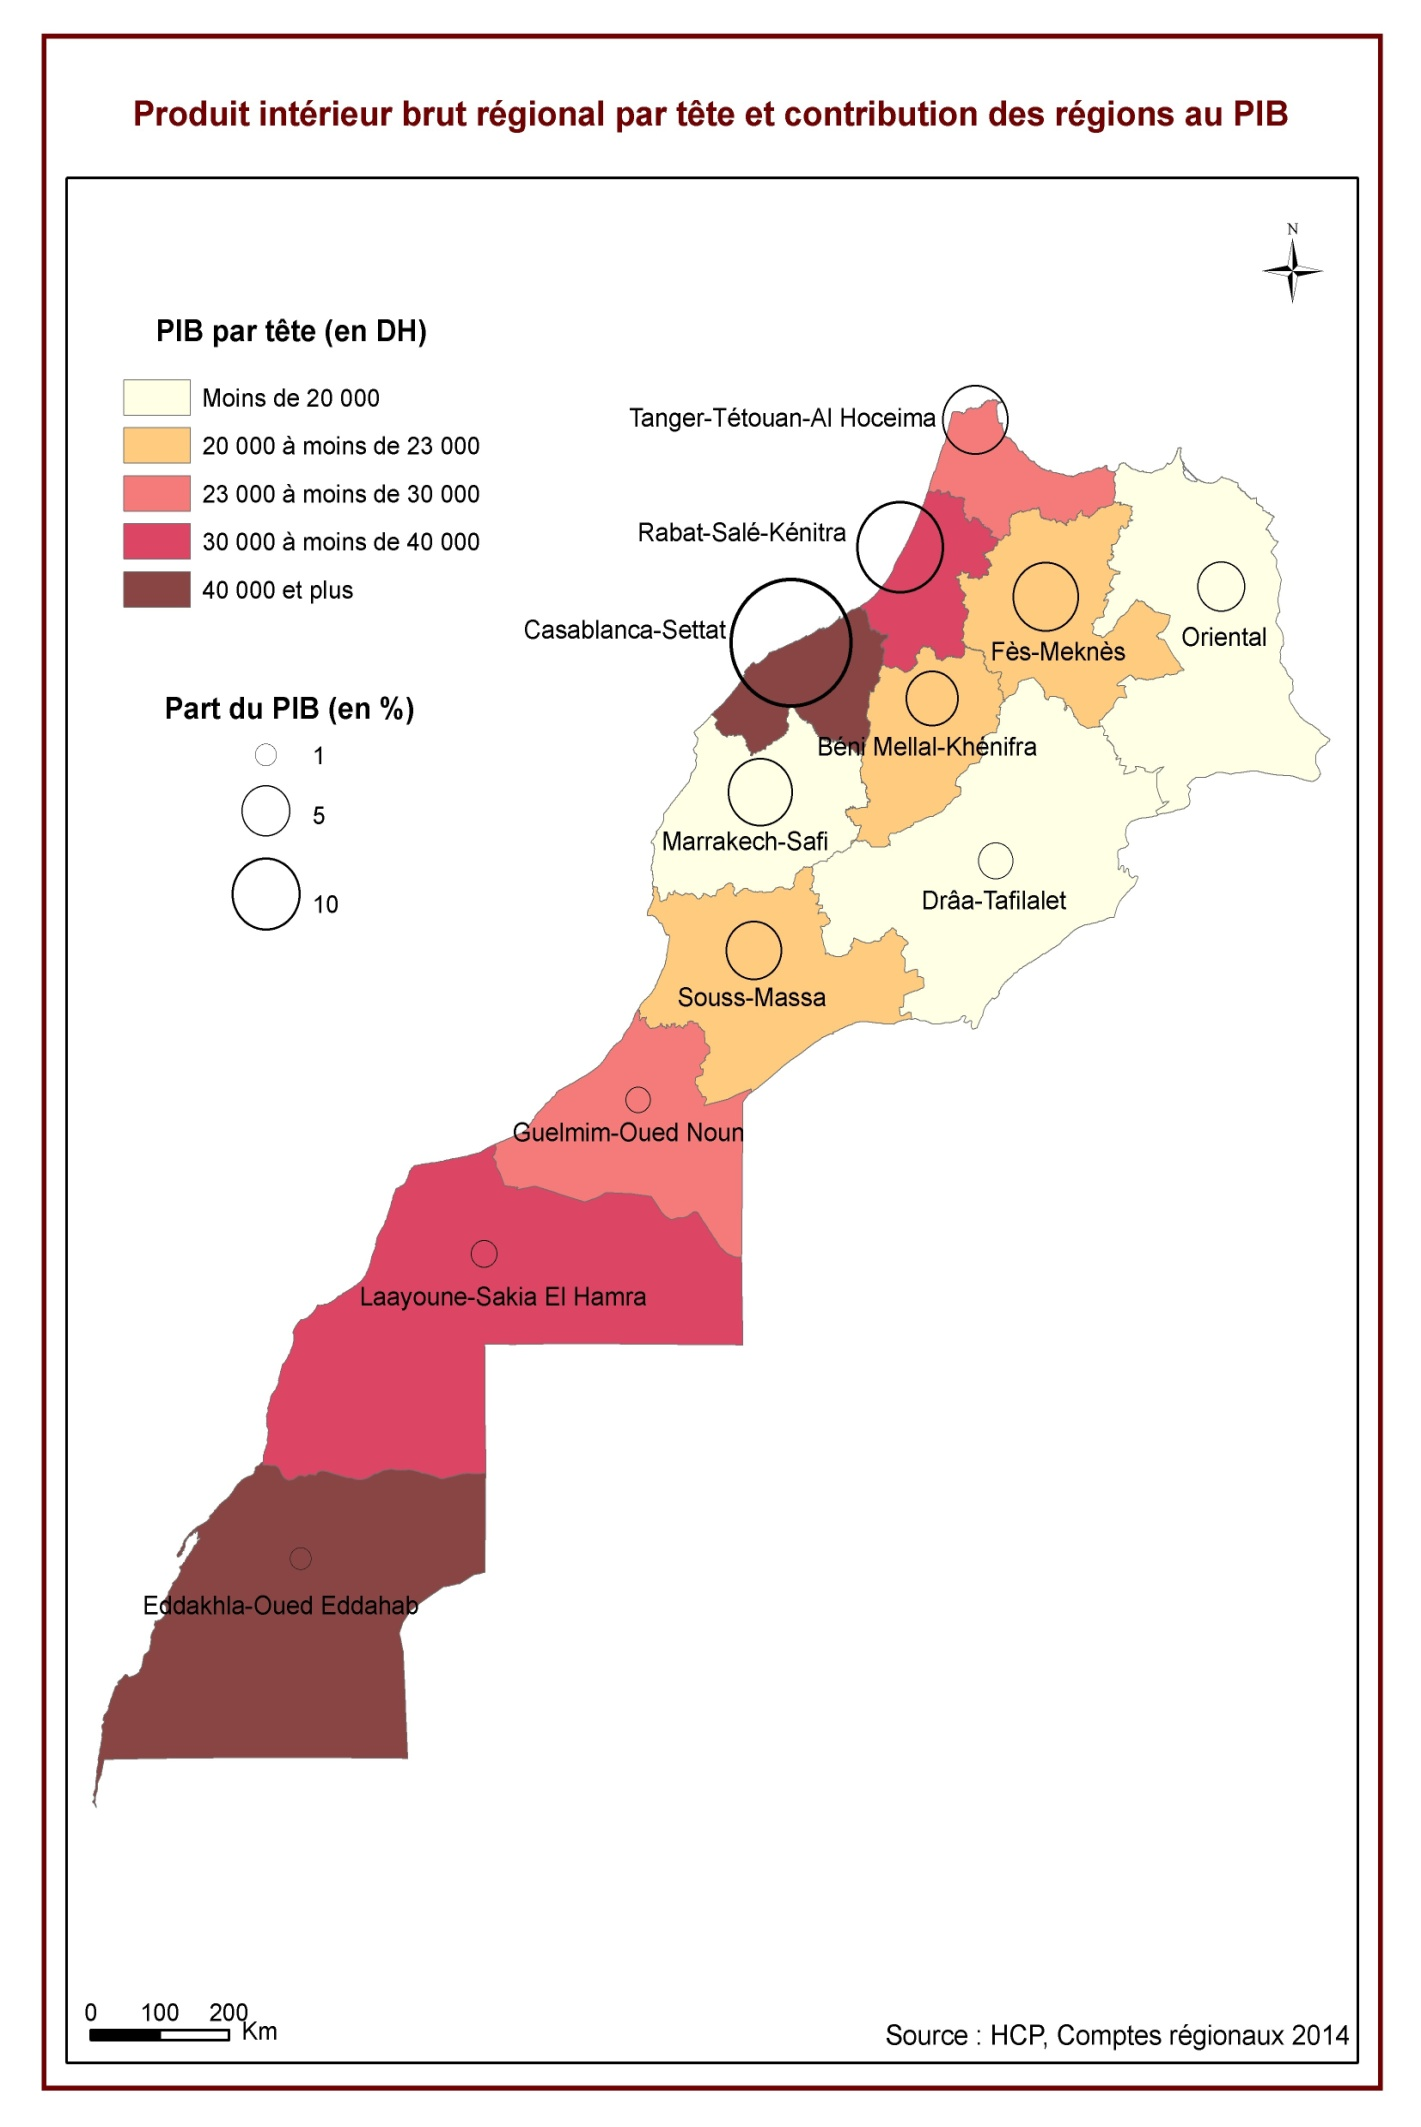 Produit intérieur brut régional par tête et contribution des régions au PIB
N
PIB par tête (en DH)
Moins de 20 000
20 000 à moins de 23 000
23 000 à moins de 30 000
30 000 à moins de 40 000
40 000 et plus
Part du PIB (en %)
1
5
10
Tanger-Tétouan-Al Hoceima
Rabat-Salé-Kénitra
Casablanca-Settat
Fès-Meknès
Oriental
Béni Mellal-Khénifra
Marrakech-Safi
Drâa-Tafilalet
Souss-Massa
Guelmim-Oued Noun
Laayoune-Sakia El Hamra
Eddakhla-Oued Eddahab
0 100 200
Km
Source : HCP, Comptes régionaux 2014